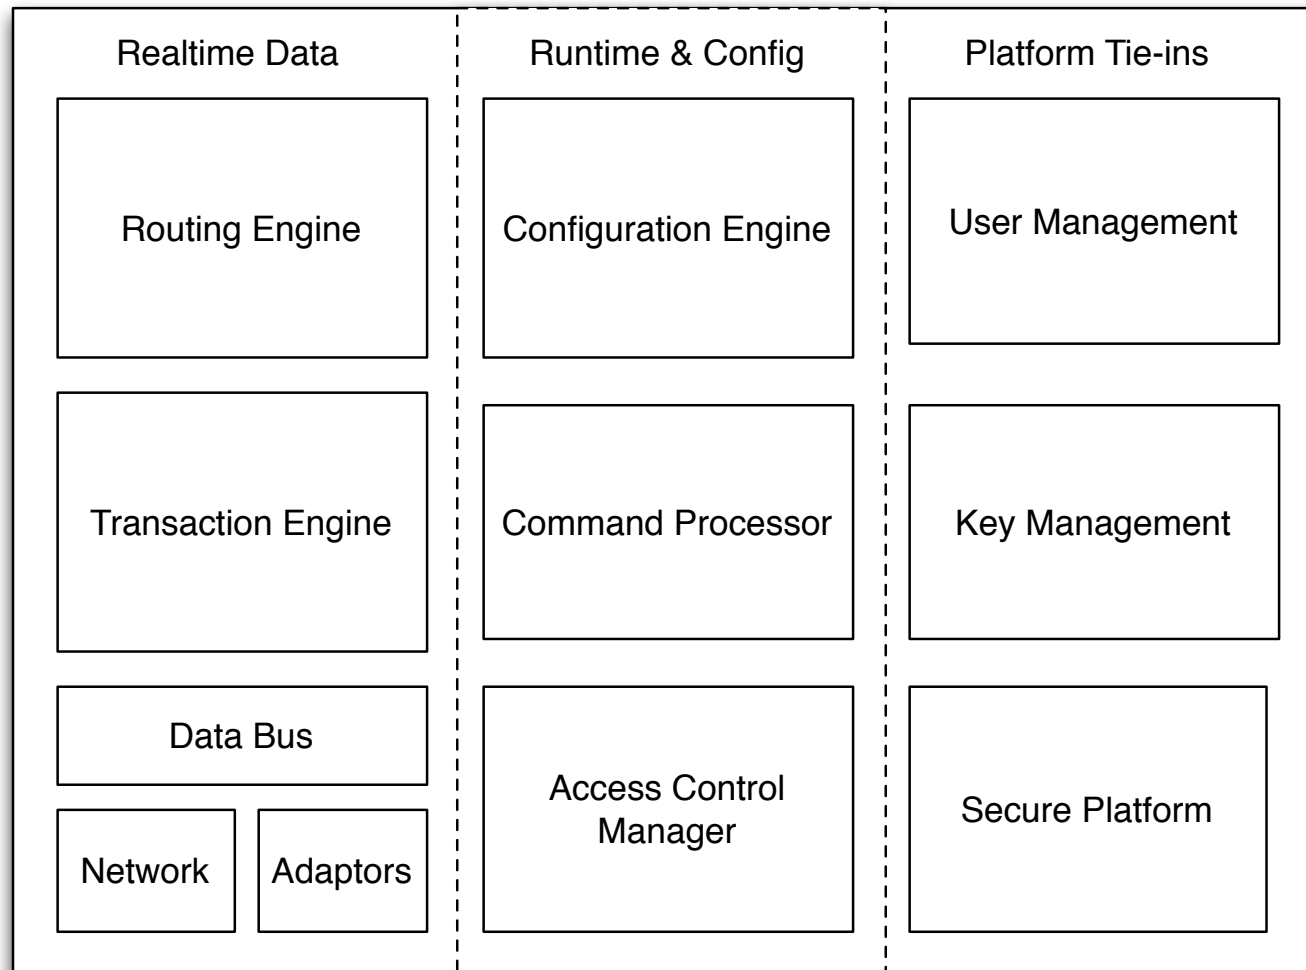 Realtime Data
Runtime & Config
Platform Tie-ins
Routing Engine
Configuration Engine
User Management
Transaction Engine
Command Processor
Key Management
Data Bus
Access Control
Manager
Secure Platform
Network
Adaptors